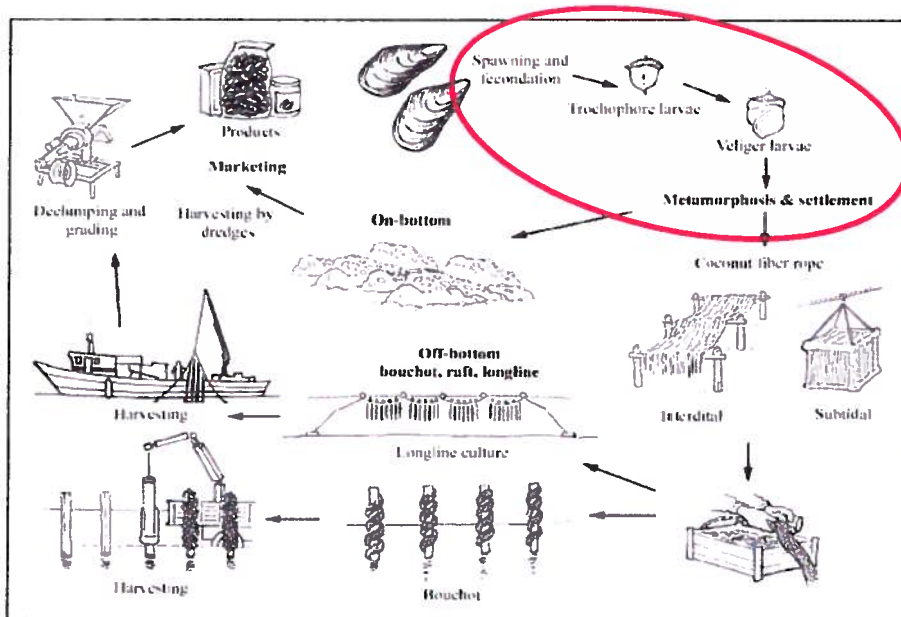 Spawning and
fecondation
Trochophore larvae
Veliger larvae
Products
Marketing
Declumping and
grading
Harvesting by
dredges
On-bottom
Metamorphosis & settlement
Coconut fiber rope
Off-bottom
bouchot, raft, longline
Harvesting
Interdital
Subtidal
Longline culture
Harvesting
Bouchot